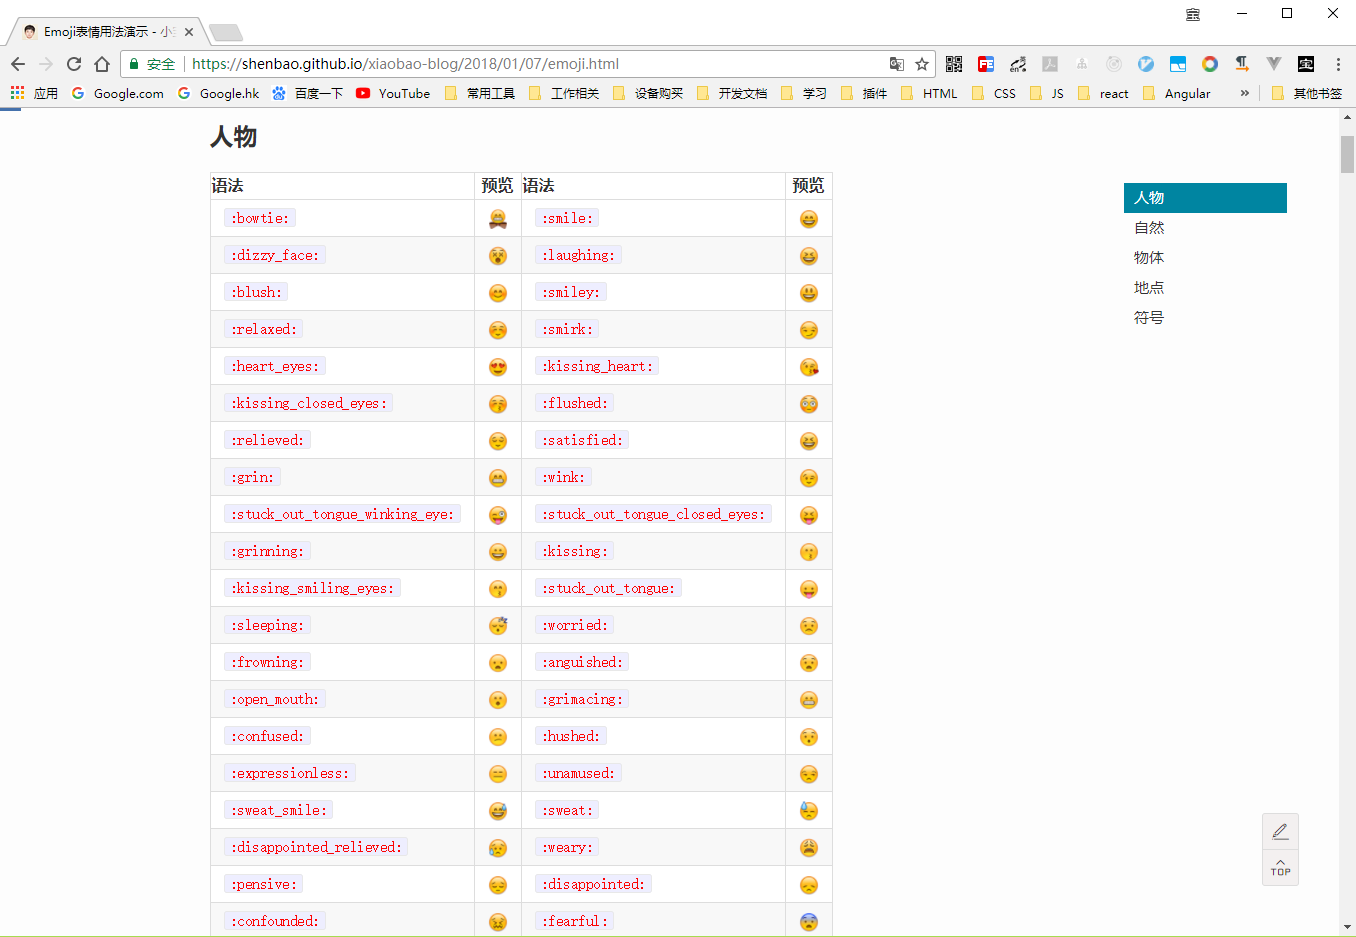 宝
Emoji表情用法演示 - 小
安全 https://shenbao.github.io/xiaobao-blog/2018/01/07/emoji.html
应用 Google.com Google.hk 百度一下 YouTube 常用工具 工作相关 设备购买 开发文档 学习 插件 HTML CSS JS react Angular » 其他书签
人物
语法 预览 语法 预览
:bowtie: :smile:
:dizzy_face: :laughing:
:blush: :smiley:
:relaxed: :smirk:
:heart_eyes: :kissing_heart:
:kissing_closed_eyes: :flushed:
:relieved: :satisfied:
:grin: :wink:
:stuck_out_tongue_winking_eye: :stuck_out_tongue_closed_eyes:
:grinning: :kissing:
:kissing_smiling_eyes: :stuck_out_tongue:
:sleeping: :worried:
:frowning: :anguished:
:open_mouth: :grimacing:
:confused: :hushed:
:expressionless: :unamused:
:sweat_smile: :sweat:
:disappointed_relieved: :weary:
:pensive: :disappointed:
:confounded: :fearful:
人物
自然
物体
地点
符号
TOP